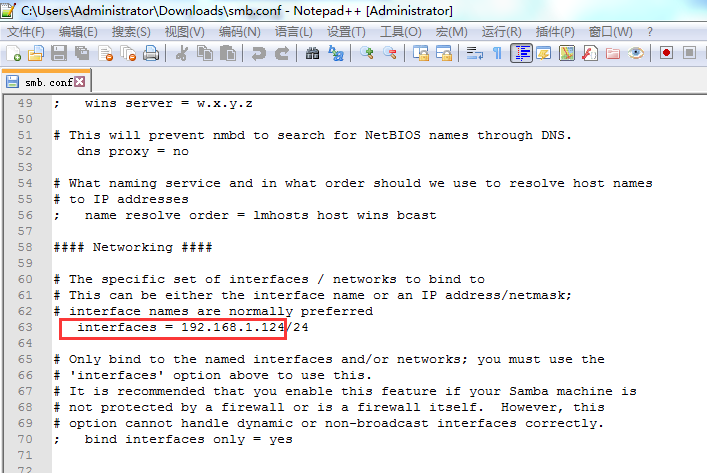 C:\Users\Administrator\Downloads\smb.conf - Notepad++ [Administrator]
文件(F) 编辑(E) 搜索(S) 视图(V) 编码(N) 语言(L) 设置(T) 工具(O) 宏(M) 运行(R) 插件(P) 窗口(W) ?
smb.conf
49 ;   wins server = w.x.y.z
50
51 # This will prevent nmbd to search for NetBIOS names through DNS.
52    dns proxy = no
53
54 # What naming service and in what order should we use to resolve host names
55 # to IP addresses
56 ;   name resolve order = lmhosts host wins bcast
57
58 #### Networking ####
59
60 # The specific set of interfaces / networks to bind to
61 # This can be either the interface name or an IP address/netmask;
62 # interface names are normally preferred
63    interfaces = 192.168.1.124/24
64
65 # Only bind to the named interfaces and/or networks; you must use the
66 # 'interfaces' option above to use this.
67 # It is recommended that you enable this feature if your Samba machine is
68 # not protected by a firewall or is a firewall itself.  However, this
69 # option cannot handle dynamic or non-broadcast interfaces correctly.
70 ;   bind interfaces only = yes
71
72